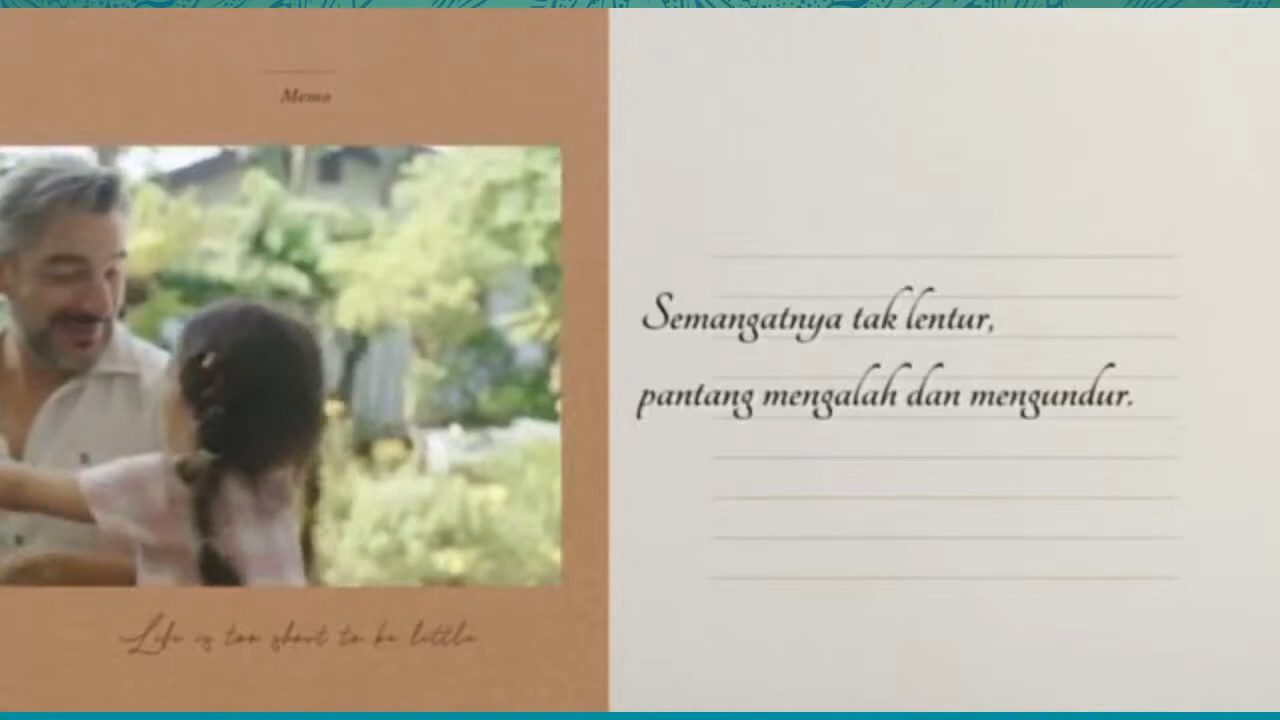 Memo
Life is too short to be little
Semangatnya tak lentur,
pantang mengalah dan mengundur.